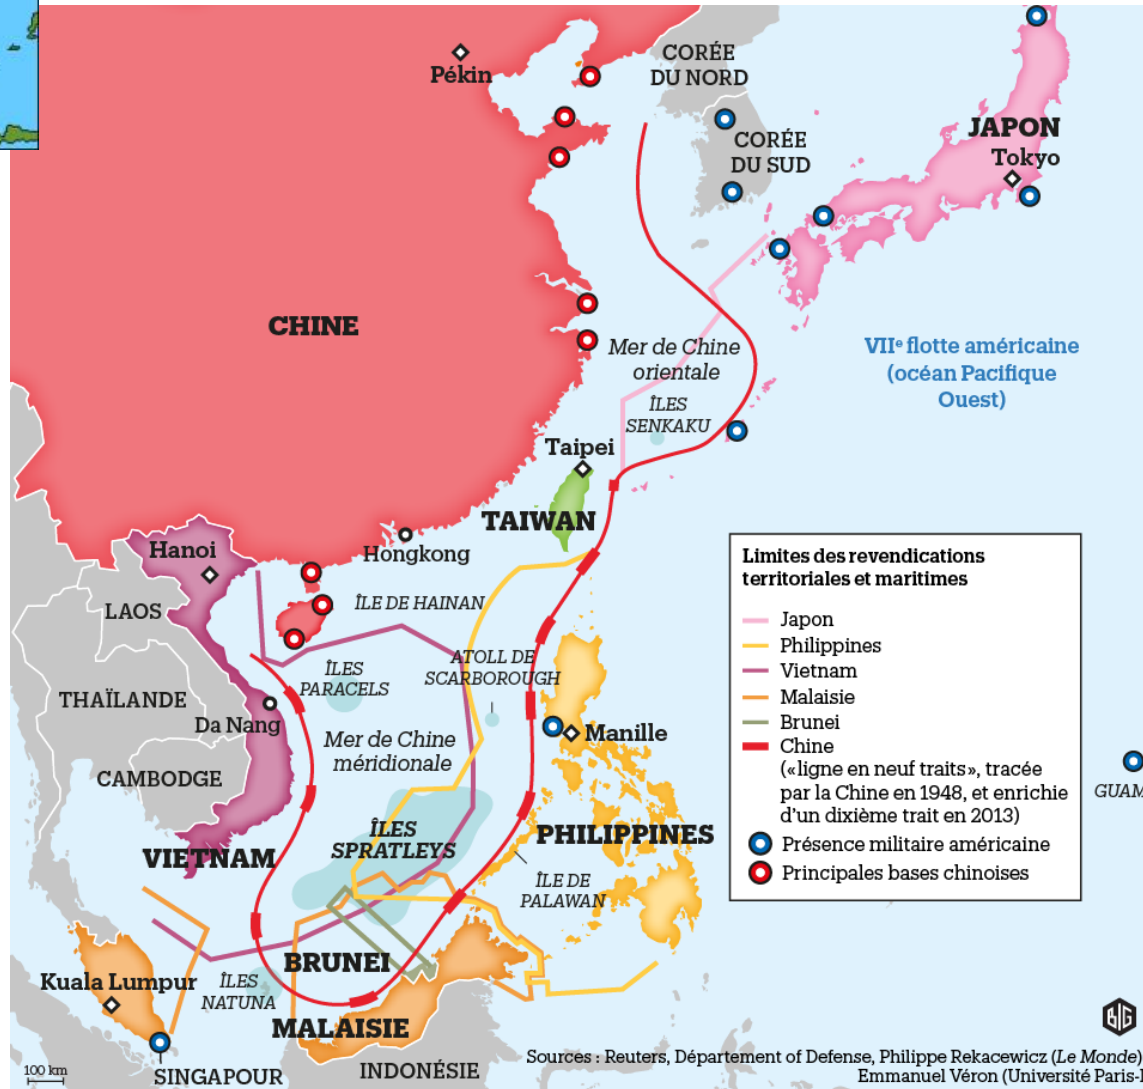 Pékin
CORÉE
DU NORD
CORÉE
DU SUD
JAPON
Tokyo
CHINE
Mer de Chine
orientale
VIIᵉ flotte américaine
(océan Pacifique
Ouest)
ÎLES
SENKAKU
Taipei
TAIWAN
Hongkong
Hanoi
LAOS
ÎLE DE HAINAN
ÎLES
PARACELS
ATOLL DE
SCARBOROUGH
THAÏLANDE
Da Nang
Mer de Chine
méridionale
Manille
CAMBODGE
GUAM
VIETNAM
ÎLES
SPRATLEYS
PHILIPPINES
ÎLE DE
PALAWAN
BRUNEI
Kuala Lumpur
ÎLES
NATUNA
MALAISIE
INDONÉSIE
SINGAPOUR
100 km
Limites des revendications
territoriales et maritimes
Japon
Philippines
Vietnam
Malaisie
Brunei
Chine
(«ligne en neuf traits», tracée
par la Chine en 1948, et enrichie
d'un dixième trait en 2013)
Présence militaire américaine
Principales bases chinoises
BIG
Sources : Reuters, Département of Defense, Philippe Rekacewicz (Le Monde)
Emmanuel Véron (Université Paris-